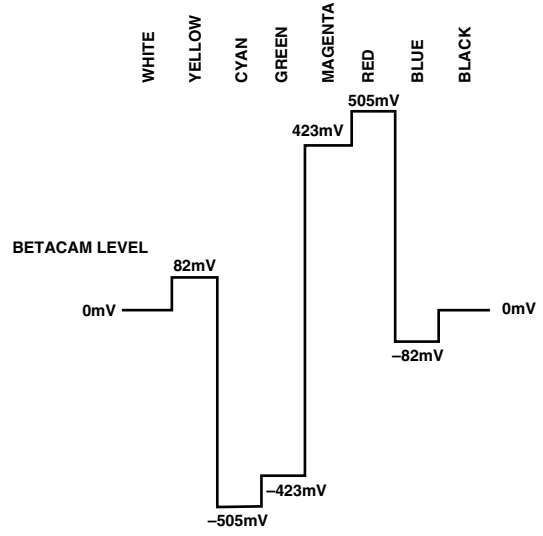 WHITE
YELLOW
CYAN
GREEN
MAGENTA
RED
BLUE
BLACK
505mV
423mV
BETACAM LEVEL
82mV
0mV
0mV
–82mV
–423mV
–505mV